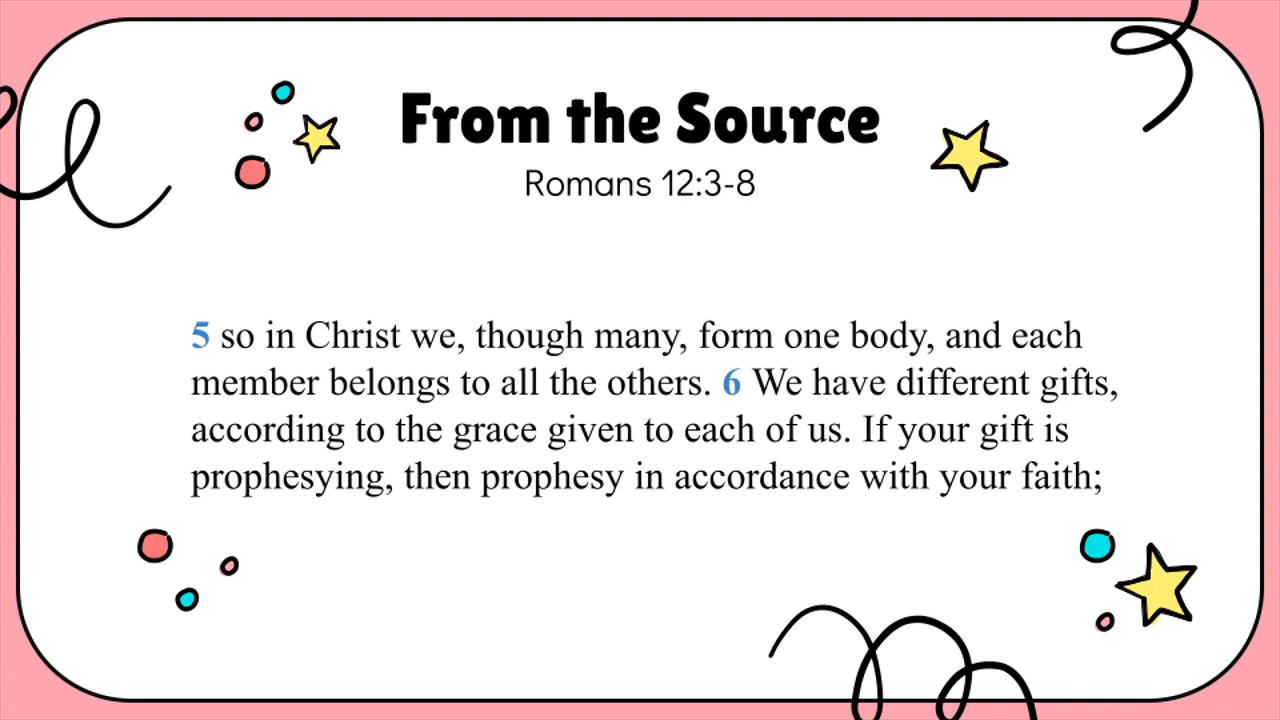 From the Source
Romans 12:3-8
5 so in Christ we, though many, form one body, and each
member belongs to all the others. 6 We have different gifts,
according to the grace given to each of us. If your gift is
prophesying, then prophesy in accordance with your faith;